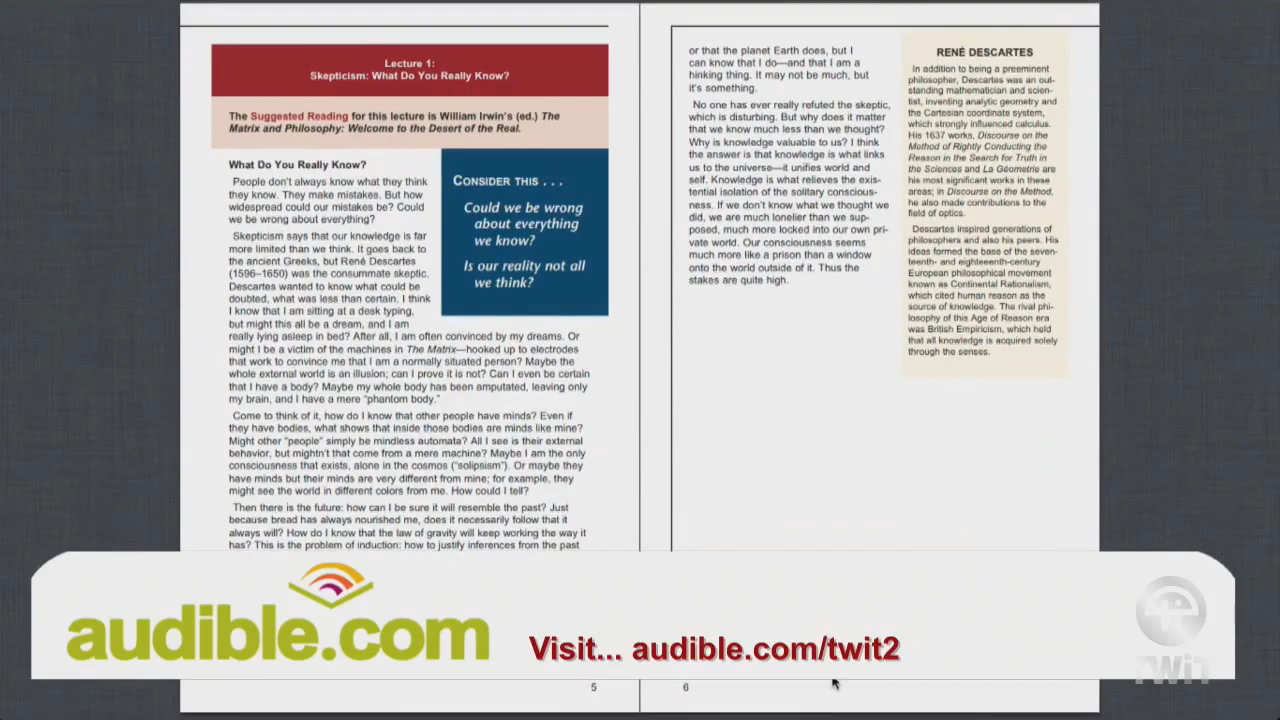 Lecture 1:
Skepticism: What Do You Really Know?
The Suggested Reading for this lecture is William Irwin's (ed.) The
Matrix and Philosophy: Welcome to the Desert of the Real.
What Do You Really Know?
People don't always know what they think
they know. They make mistakes. But how
widespread could our mistakes be? Could
we be wrong about everything?
Skepticism says that our knowledge is far
more limited than we think. It goes back to
the ancient Greeks, but René Descartes
(1596–1650) was the consummate skeptic.
Descartes wanted to know what could be
doubted, what was less than certain. I think
I know that I am sitting at a desk typing,
but might this all be a dream, and I am
really lying asleep in bed? After all, I am often convinced by my dreams. Or
might I be a victim of the machines in The Matrix—hooked up to electrodes
that work to convince me that I am a normally situated person? Maybe the
whole external world is an illusion; can I prove it is not? Can I even be certain
that I have a body? Maybe my whole body has been amputated, leaving only
my brain, and I have a mere "phantom body."
Come to think of it, how do I know that other people have minds? Even if
they have bodies, what shows that inside those bodies are minds like mine?
Might other "people" simply be mindless automata? All I see is their external
behavior, but mightn't that come from a mere machine? Maybe I am the only
consciousness that exists, alone in the cosmos ("solipsism"). Or maybe they
have minds but their minds are very different from mine; for example, they
might see the world in different colors from me. How could I tell?
Then there is the future: how can I be sure it will resemble the past? Just
because bread has always nourished me, does it necessarily follow that it
always will? How do I know that the law of gravity will keep working the way it
has? This is the problem of induction: how to justify inferences from the past
CONSIDER THIS . . .
Could we be wrong
about everything
we know?
Is our reality not all
we think?
5
or that the planet Earth does, but I
can know that I do—and that I am a
hinking thing. It may not be much, but
it's something.
No one has ever really refuted the skeptic,
which is disturbing. But why does it matter
that we know much less than we thought?
Why is knowledge valuable to us? I think
the answer is that knowledge is what links
us to the universe—it unifies world and
self. Knowledge is what relieves the exis-
tential isolation of the solitary conscious-
ness. If we don't know what we thought we
did, we are much lonelier than we sup-
posed, much more locked into our own pri-
vate world. Our consciousness seems
much more like a prison than a window
onto the world outside of it. Thus the
stakes are quite high.
RENÉ DESCARTES
In addition to being a preeminent
philosopher, Descartes was an out-
standing mathematician and scien-
tist, inventing analytic geometry and
the Cartesian coordinate system,
which strongly influenced calculus.
His 1637 works, Discourse on the
Method of Rightly Conducting the
Reason in the Search for Truth in
the Sciences and La Géometrie are
his most significant works in these
areas; in Discourse on the Method,
he also made contributions to the
field of optics.
Descartes inspired generations of
philosophers and also his peers. His
ideas formed the base of the seven-
teenth- and eighteenth-century
European philosophical movement
known as Continental Rationalism,
which cited human reason as the
source of knowledge. The rival phi-
losophy of this Age of Reason era
was British Empiricism, which held
that all knowledge is acquired solely
through the senses.
6
audible.com
Visit... audible.com/twit2
TWiT